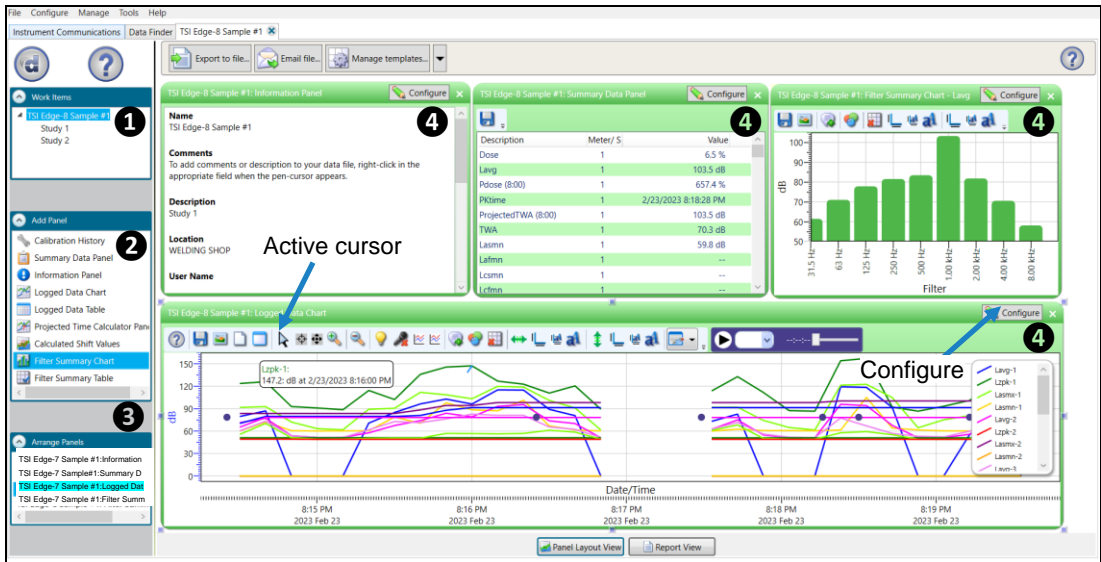 File Configure Manage Tools Help
Instrument Communications Data Finder TSI Edge-8 Sample #1
Export to file... Email file... Manage templates...
Work Items
TSI Edge-8 Sample #1
Study 1
Study 2
1
Add Panel
2
Calibration History
Summary Data Panel
Information Panel
Logged Data Chart
Logged Data Table
Projected Time Calculator Pane
Calculated Shift Values
Filter Summary Chart
Filter Summary Table
3
Arrange Panels
TSI Edge-7 Sample #1:Information
TSI Edge-7 Sample#1:Summary D
TSI Edge-7 Sample #1:Logged Dat
TSI Edge-7 Sample #1:Filter Summ
TSI Edge-8 Sample #1: Information Panel Configure
4
Name
TSI Edge-8 Sample #1
Comments
To add comments or description to your data file, right-click in the
appropriate field when the pen-cursor appears.
Description
Study 1
Location
WELDING SHOP
User Name
Active cursor
TSI Edge-8 Sample #1: Summary Data Panel Configure
4
Description Meter/ S Value
Dose 1 6.5 %
Lavg 1 103.5 dB
Pdose (8:00) 1 657.4 %
PKtime 1 2/23/2023 8:18:28 PM
ProjectedTWA (8:00) 1 103.5 dB
TWA 1 70.3 dB
Lasmn 1 59.8 dB
Lafmn 1 --
Lcsmn 1 --
Lcfmn 1 --
TSI Edge-8 Sample #1: Filter Summary Chart - Lavg Configure
4
dB
100
90
80
70
60
50
31.5 Hz 63 Hz 125 Hz 250 Hz 500 Hz 1.00 kHz 2.00 kHz 4.00 kHz 8.00 kHz
Filter
TSI Edge-8 Sample #1: Logged Data Chart Configure
4
Configure
Lzpk-1:
147.2: dB at 2/23/2023 8:16:00 PM
dB
150
120
90
60
30
0
Lavg-1
Lzpk-1
Lasmx-1
Lasmn-1
Lavg-2
Lzpk-2
Lasmx-2
Lasmn-2
Lavg-3
Date/Time
8:15 PM 8:16 PM 8:17 PM 8:18 PM 8:19 PM
2023 Feb 23 2023 Feb 23 2023 Feb 23 2023 Feb 23 2023 Feb 23
Panel Layout View Report View